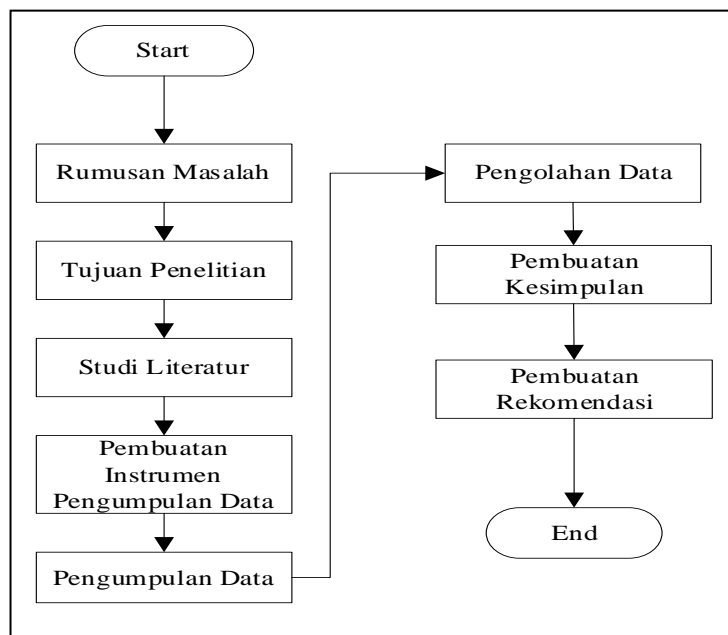 Start
Rumusan Masalah
Tujuan Penelitian
Studi Literatur
Pembuatan
Instrumen
Pengumpulan Data
Pengumpulan Data
Pengolahan Data
Pembuatan
Kesimpulan
Pembuatan
Rekomendasi
End